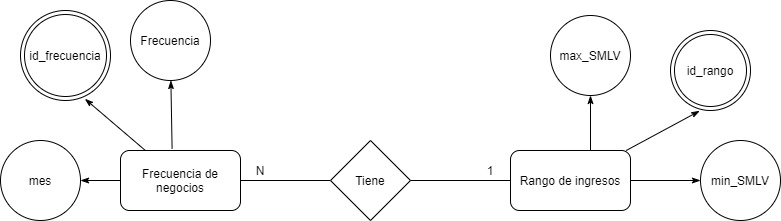 id_frecuencia
Frecuencia
max_SMLV
id_rango
mes
Frecuencia de
negocios
N
Tiene
1
Rango de ingresos
min_SMLV